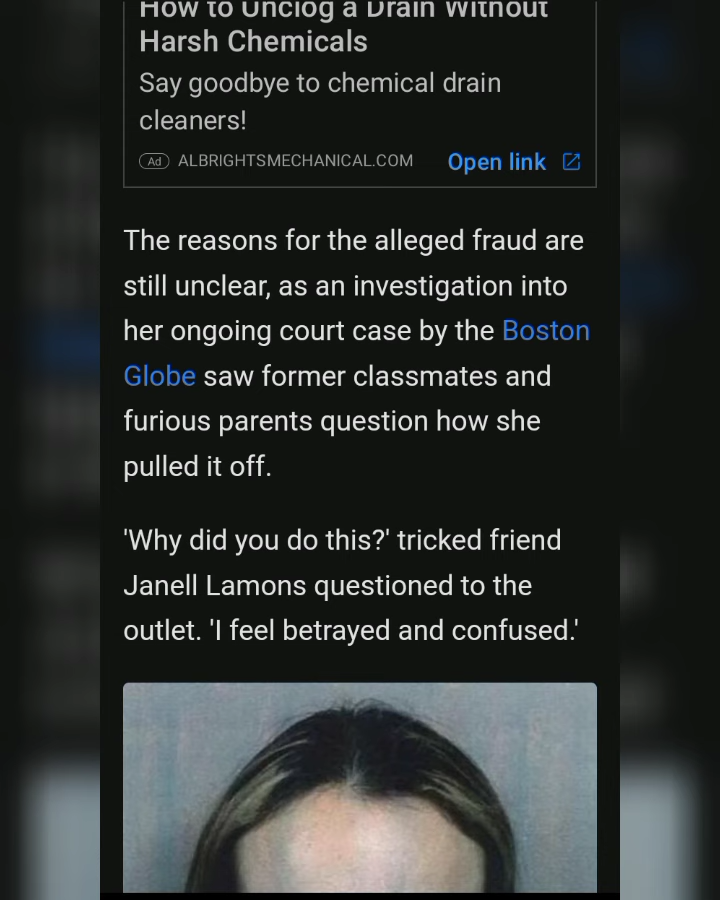 How to Unclog a Drain Without
Harsh Chemicals
Say goodbye to chemical drain
cleaners!
Ad ALBRIGHTSMECHANICAL.COM Open link
The reasons for the alleged fraud are
still unclear, as an investigation into
her ongoing court case by the Boston
Globe saw former classmates and
furious parents question how she
pulled it off.
'Why did you do this?' tricked friend
Janell Lamons questioned to the
outlet. 'I feel betrayed and confused.'